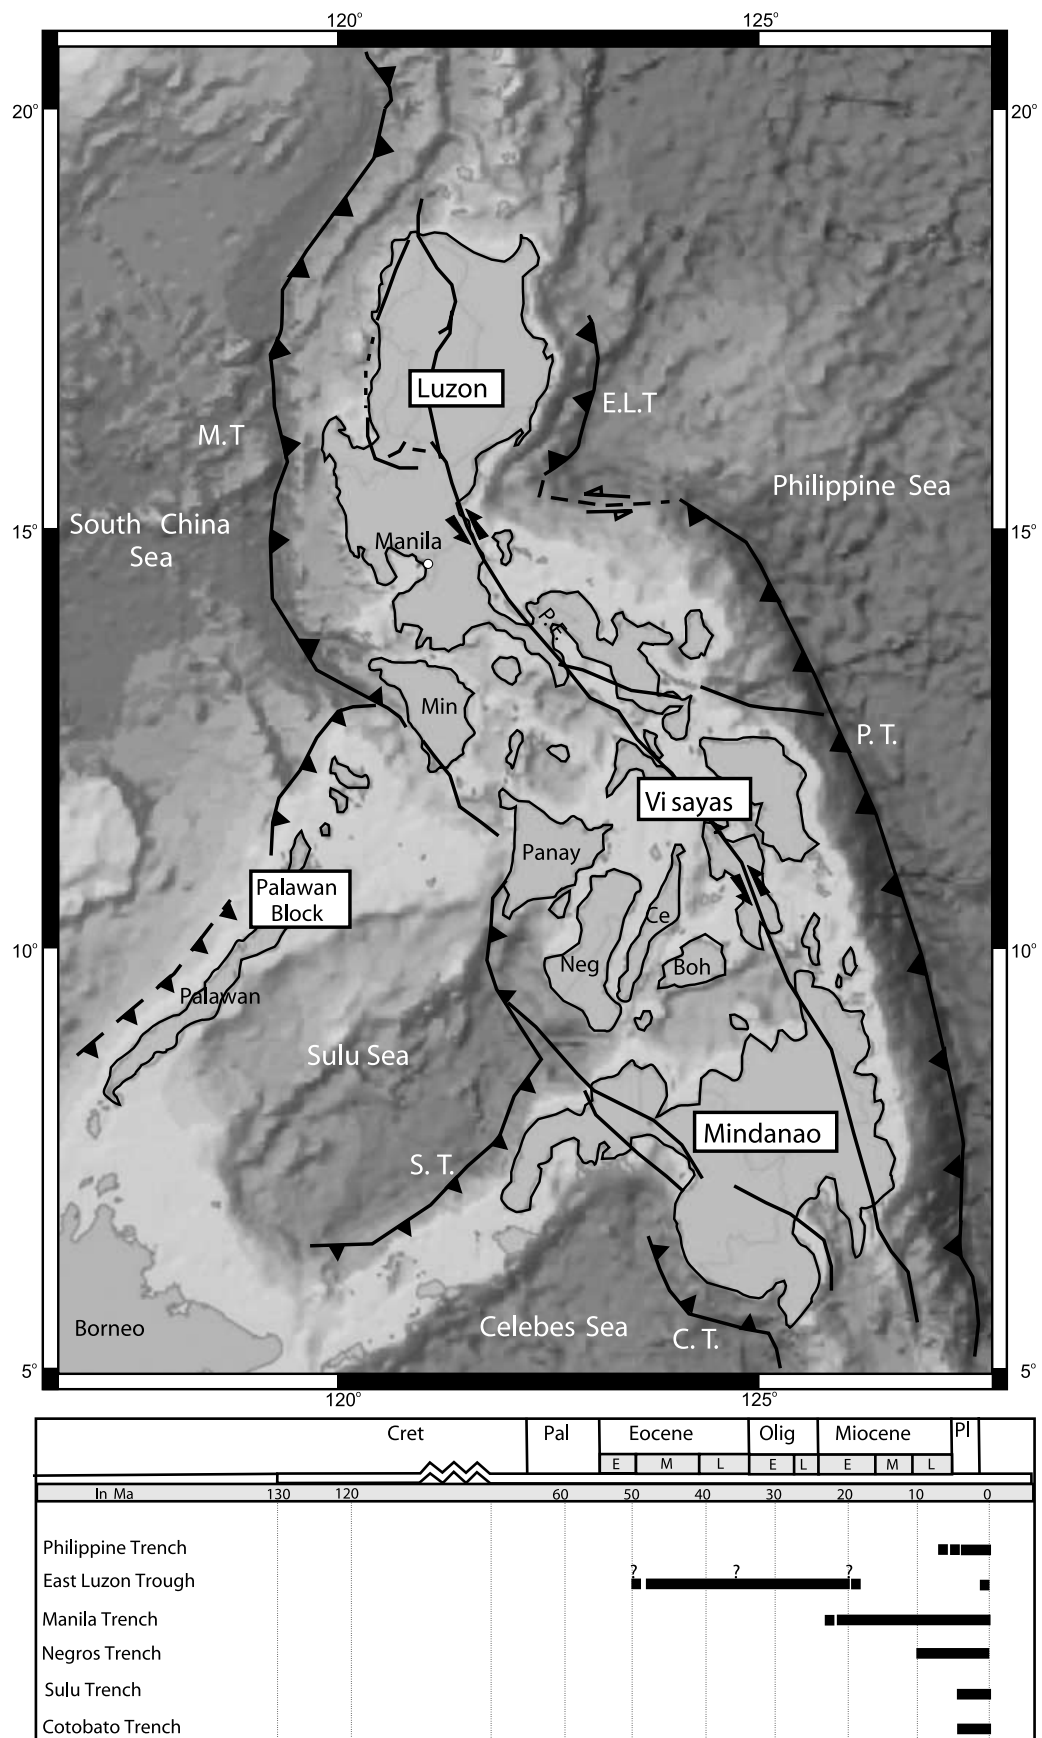 120°
125°
20°
20°
Luzon
E.L.T
M.T
Philippine Sea
South China
Sea
15°
15°
Manila
P.F.
Min
P. T.
Vi sayas
Panay
Palawan
Block
Ce
10°
10°
Neg
Boh
Palawan
Sulu Sea
Mindanao
S. T.
Borneo
Celebes Sea
C. T.
5°
5°
120°
125°
Cret
Pal
Eocene
Olig
Miocene
Pl
E
M
L
E
L
E
M
L
In Ma
130
120
60
50
40
30
20
10
0
Philippine Trench
East Luzon Trough
?
?
?
Manila Trench
Negros Trench
Sulu Trench
Cotobato Trench